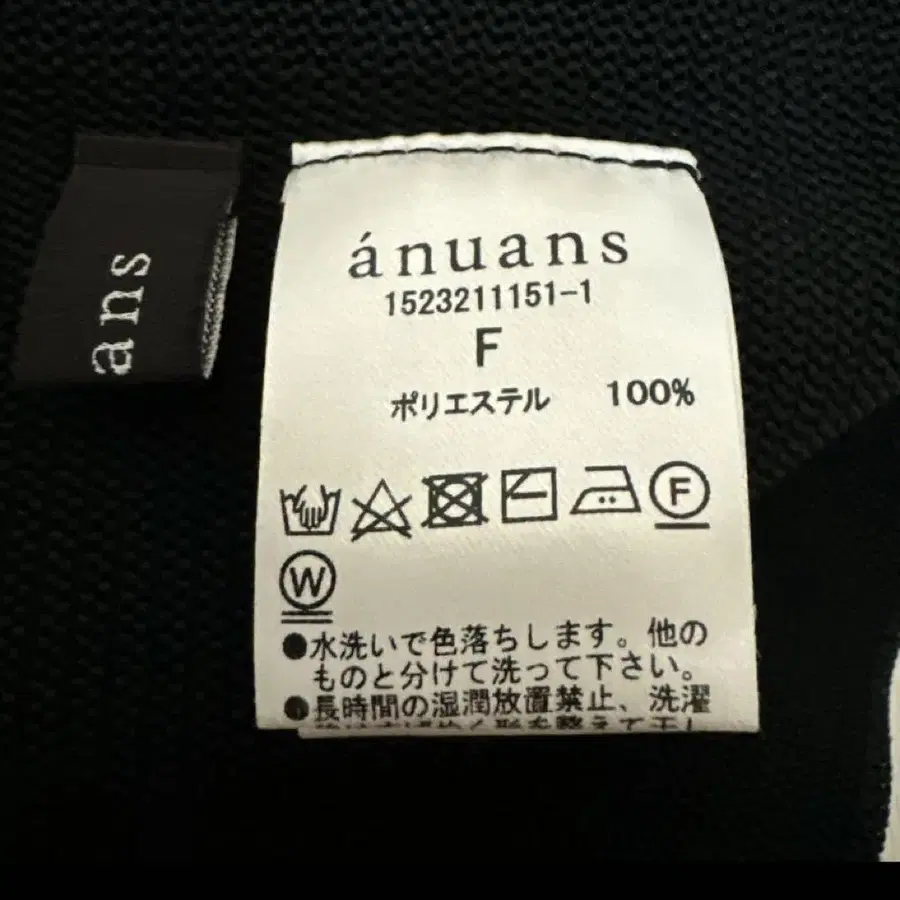 ans
ánuans
1523211151-1
F
ポリエステル 100%
F
W
●水洗いで色落ちします。他の
ものと分けて洗って下さい。
●長時間の湿潤放置禁止、洗濯